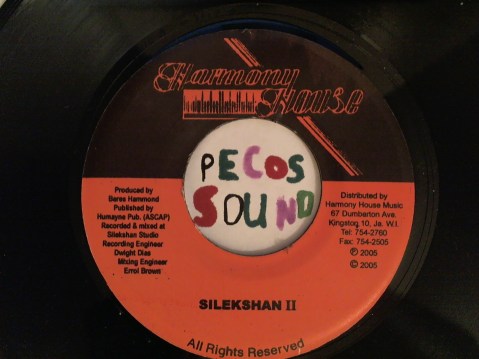 Harmony
House
PECOS
SOUND
Produced by
Beres Hammond
Published by
Humayne Pub. (ASCAP)
Recorded & mixed at
Silekshan Studio
Recording Engineer
Dwight Dias
Mixing Engineer
Errol Brown
Distributed by
Harmony House Music
67 Dumbarton Ave.
Kingstog 10, Ja. W.I.
Tel: 754-2760
Fax: 754-2505
℗ 2005
© 2005
SILEKSHAN II
All Rights Reserved